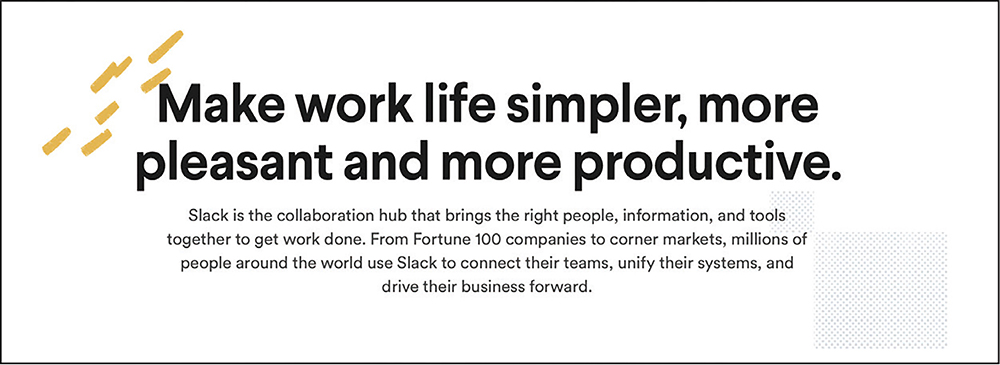 Make work life simpler, more
pleasant and more productive.
Slack is the collaboration hub that brings the right people, information, and tools
together to get work done. From Fortune 100 companies to corner markets, millions of
people around the world use Slack to connect their teams, unify their systems, and
drive their business forward.